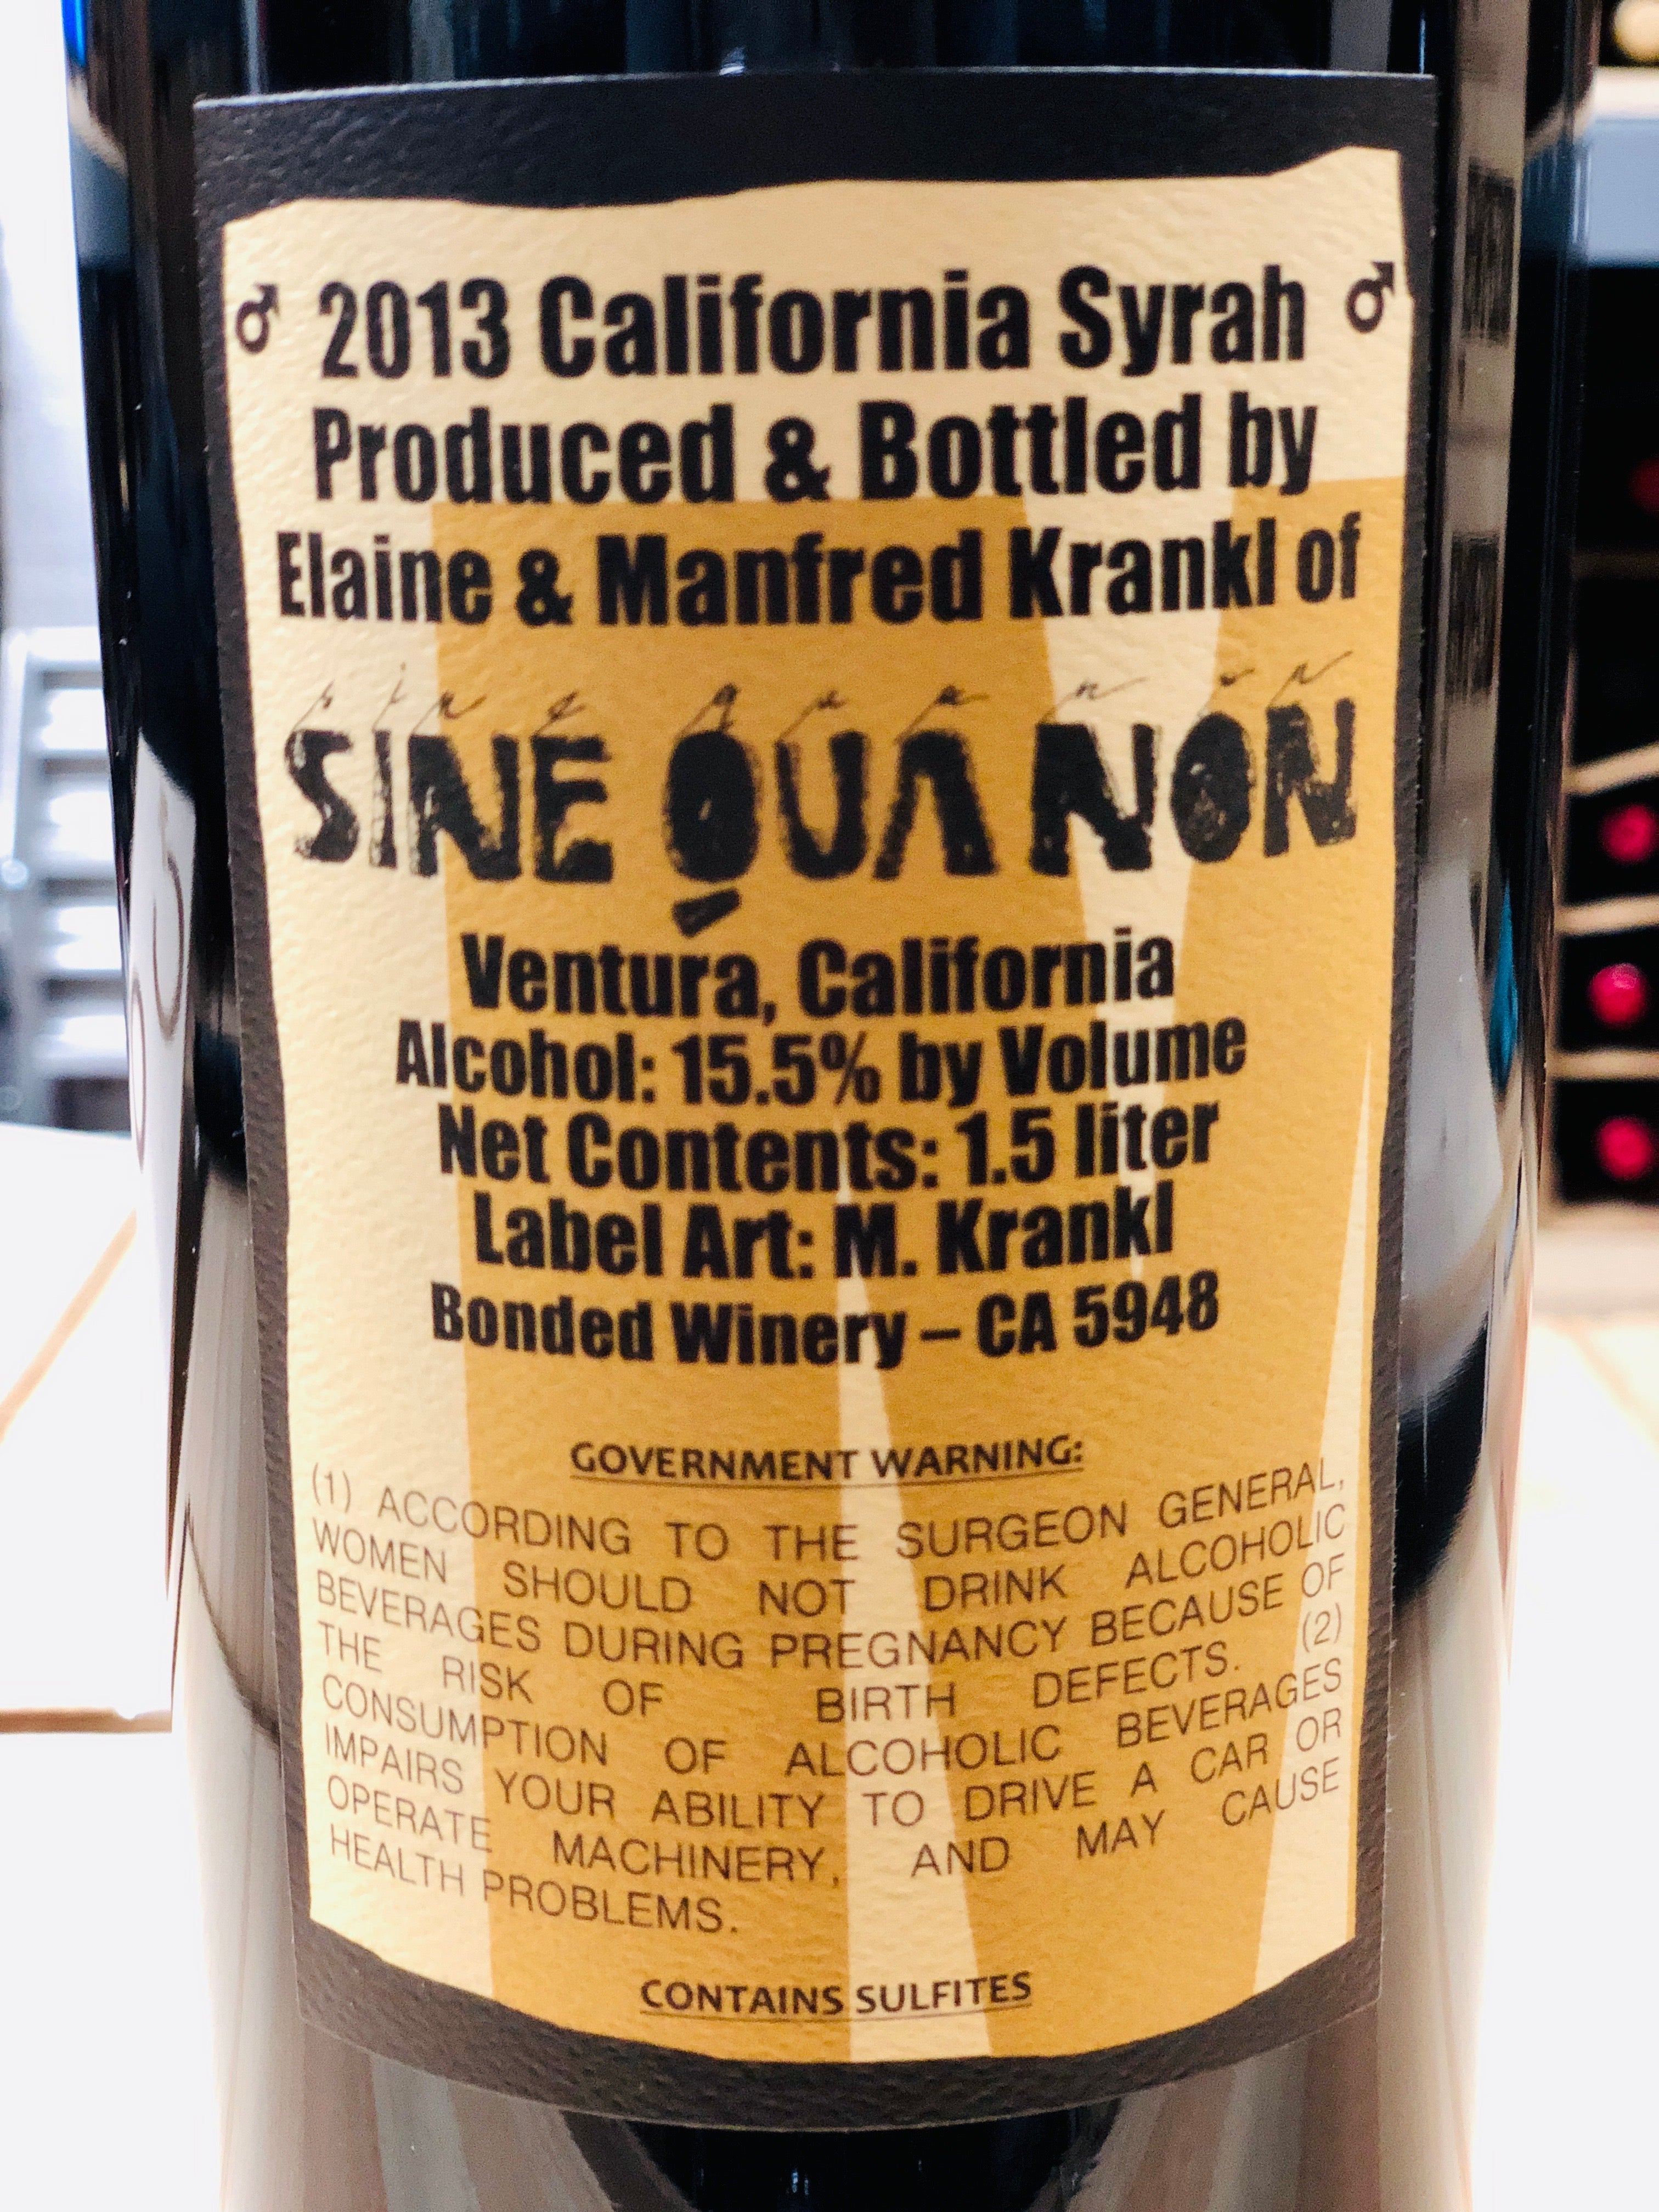 ♂ 2013 California Syrah ♂
Produced & Bottled by
Elaine & Manfred Krankl of
sine qua non
SINE QUA NON
Ventura, California
Alcohol: 15.5% by Volume
Net Contents: 1.5 liter
Label Art: M. Krankl
Bonded Winery – CA 5948
GOVERNMENT WARNING:
(1) ACCORDING TO THE SURGEON GENERAL,
WOMEN SHOULD NOT DRINK ALCOHOLIC
BEVERAGES DURING PREGNANCY BECAUSE OF
THE RISK OF BIRTH DEFECTS. (2)
CONSUMPTION OF ALCOHOLIC BEVERAGES
IMPAIRS YOUR ABILITY TO DRIVE A CAR OR
OPERATE MACHINERY, AND MAY CAUSE
HEALTH PROBLEMS.
CONTAINS SULFITES